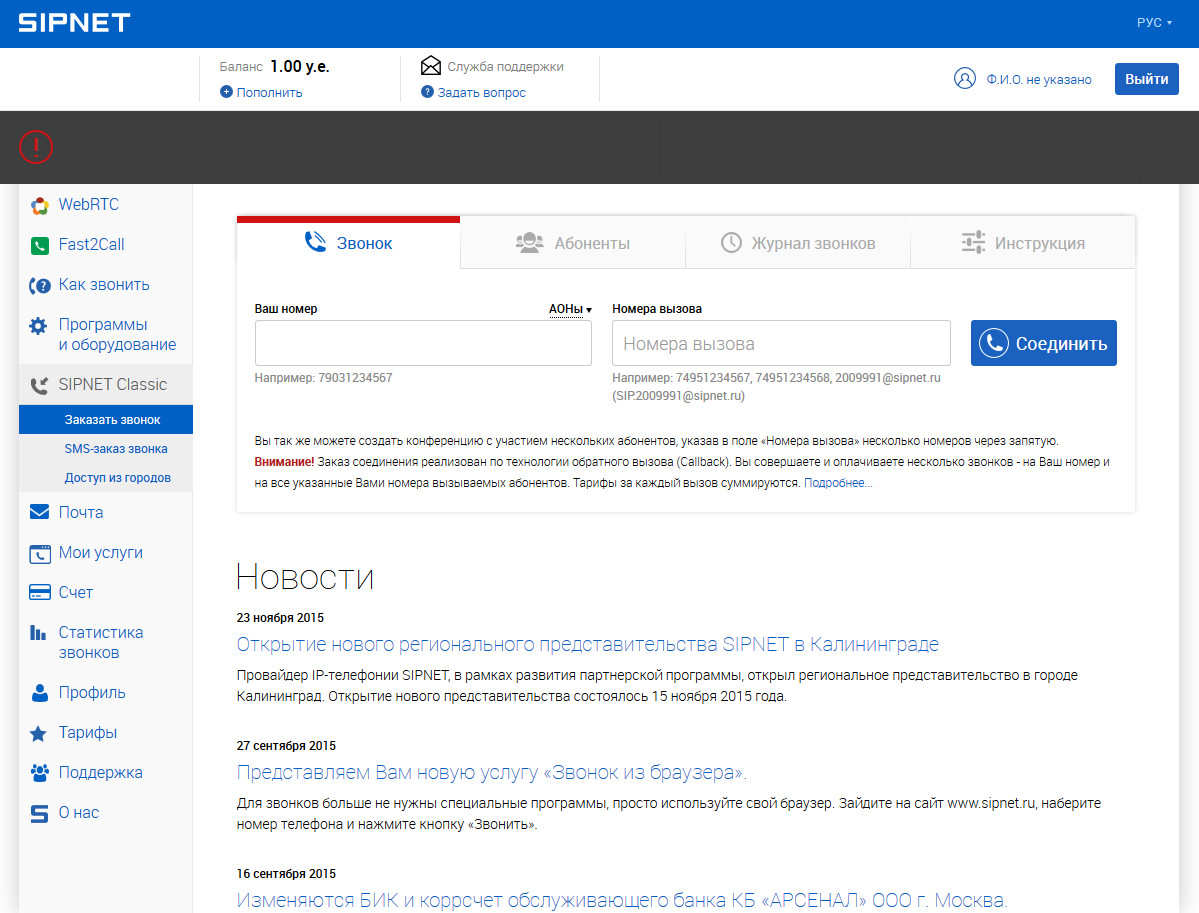 SIPNET
РУС
Баланс 1.00 у.е.
Пополнить
Служба поддержки
Задать вопрос
Ф.И.О. не указано
Выйти
WebRTC
Fast2Call
Как звонить
Программы
и оборудование
SIPNET Classic
Заказать звонок
SMS-заказ звонка
Доступ из городов
Почта
Мои услуги
Счет
Статистика
звонков
Профиль
Тарифы
Поддержка
О нас
Звонок
Абоненты
Журнал звонков
Инструкция
Ваш номер
АОНы
Например: 79031234567
Номера вызова
Номера вызова
Например: 74951234567, 74951234568, 2009991@sipnet.ru
(SIP.2009991@sipnet.ru)
Соединить
Вы так же можете создать конференцию с участием нескольких абонентов, указав в поле «Номера вызова» несколько номеров через запятую.
Внимание! Заказ соединения реализован по технологии обратного вызова (Callback). Вы совершаете и оплачиваете несколько звонков - на Ваш номер и
на все указанные Вами номера вызываемых абонентов. Тарифы за каждый вызов суммируются. Подробнее...
Новости
23 ноября 2015
Открытие нового регионального представительства SIPNET в Калининграде
Провайдер IP-телефонии SIPNET, в рамках развития партнерской программы, открыл региональное представительство в городе
Калининград. Открытие нового представительства состоялось 15 ноября 2015 года.
27 сентября 2015
Представляем Вам новую услугу «Звонок из браузера».
Для звонков больше не нужны специальные программы, просто используйте свой браузер. Зайдите на сайт www.sipnet.ru, наберите
номер телефона и нажмите кнопку «Звонить».
16 сентября 2015
Изменяются БИК и коррсчет обслуживающего банка КБ «АРСЕНАЛ» ООО г. Москва.